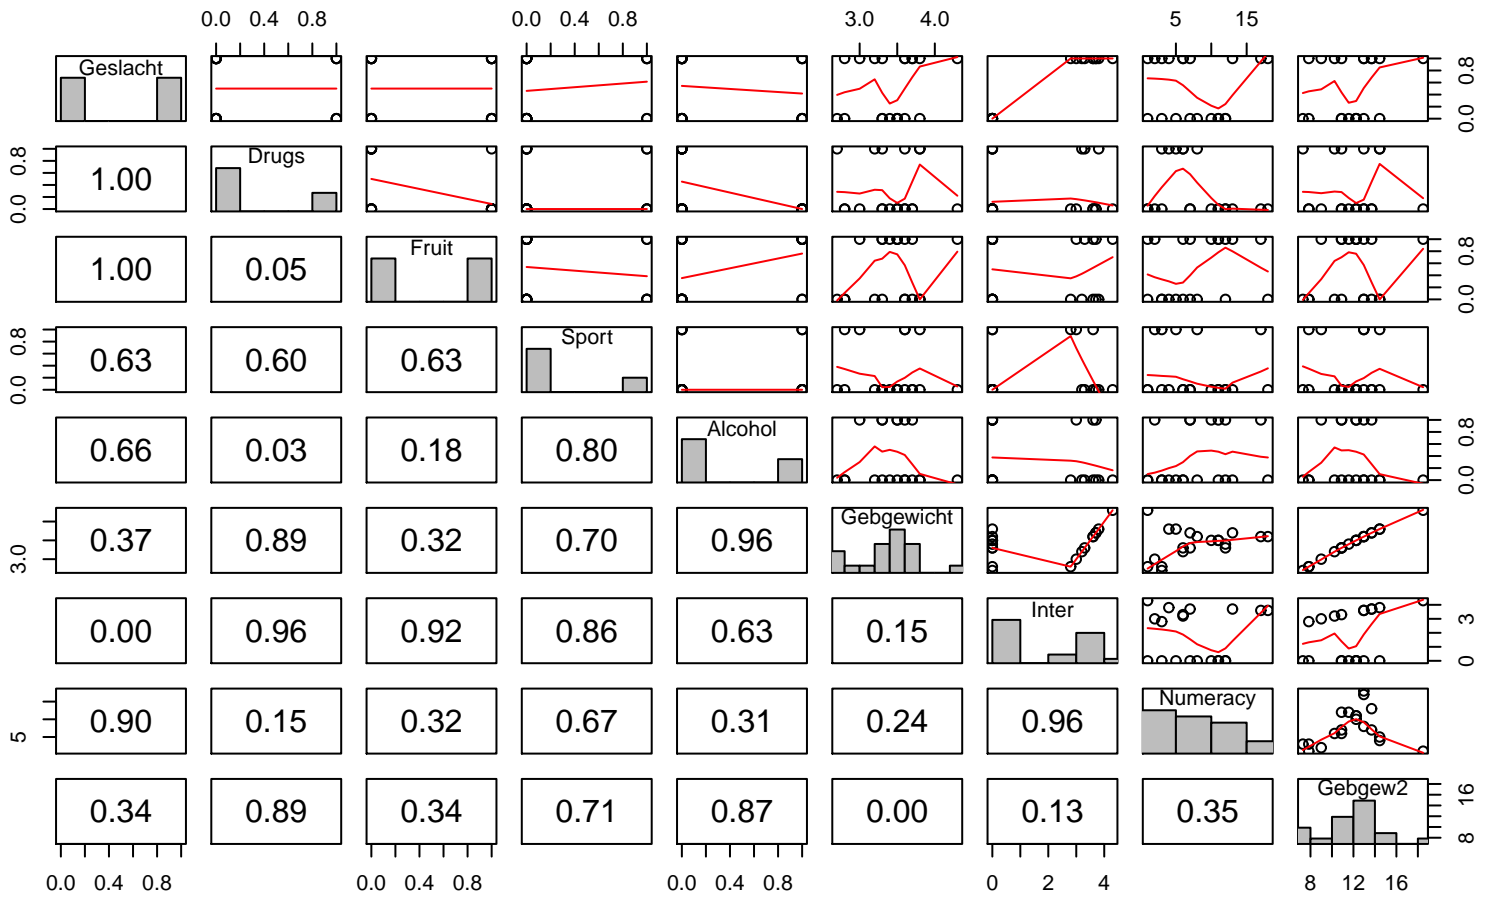 0.0 0.4 0.8 0.0 0.4 0.8 3.0 4.0 5 15
Geslacht 0.0 0.8
0.0 0.8 1.00 Drugs
1.00 0.05 Fruit 0.0 0.8
0.0 0.8 0.63 0.60 0.63 Sport
0.66 0.03 0.18 0.80 Alcohol 0.0 0.8
3.0 0.37 0.89 0.32 0.70 0.96 Gebgewicht
0.00 0.96 0.92 0.86 0.63 0.15 Inter 0 3
5 0.90 0.15 0.32 0.67 0.31 0.24 0.96 Numeracy
0.34 0.89 0.34 0.71 0.87 0.00 0.13 0.35 Gebgew2 8 16
0.0 0.4 0.8 0.0 0.4 0.8 0.0 0.4 0.8 0 2 4 8 12 16